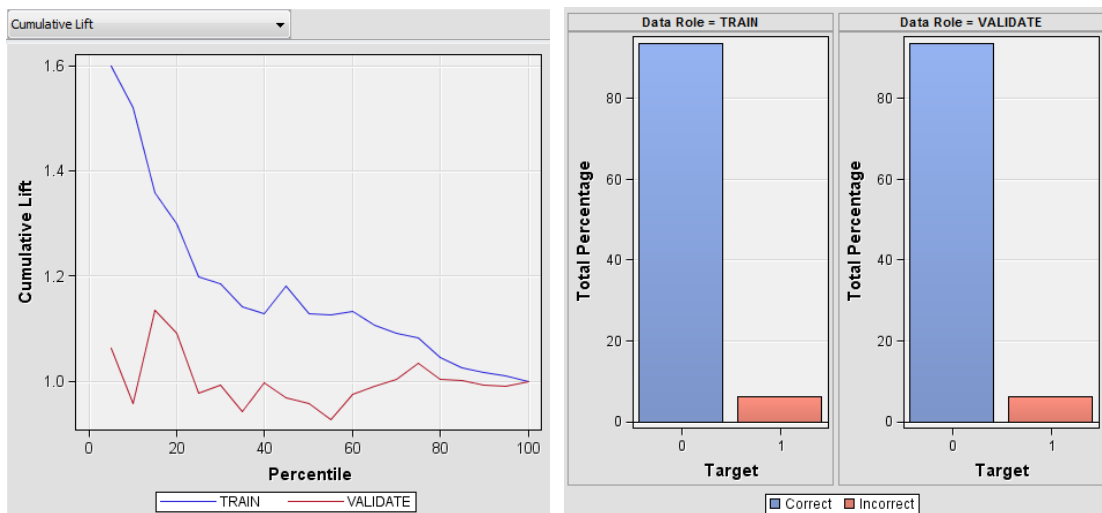 Cumulative Lift
1.6
1.4
1.2
1.0
Cumulative Lift
0 20 40 60 80 100
Percentile
TRAIN VALIDATE
Data Role = TRAIN Data Role = VALIDATE
80
60
40
20
0
Total Percentage
0 1
Target
80
60
40
20
0
Total Percentage
0 1
Target
Correct Incorrect